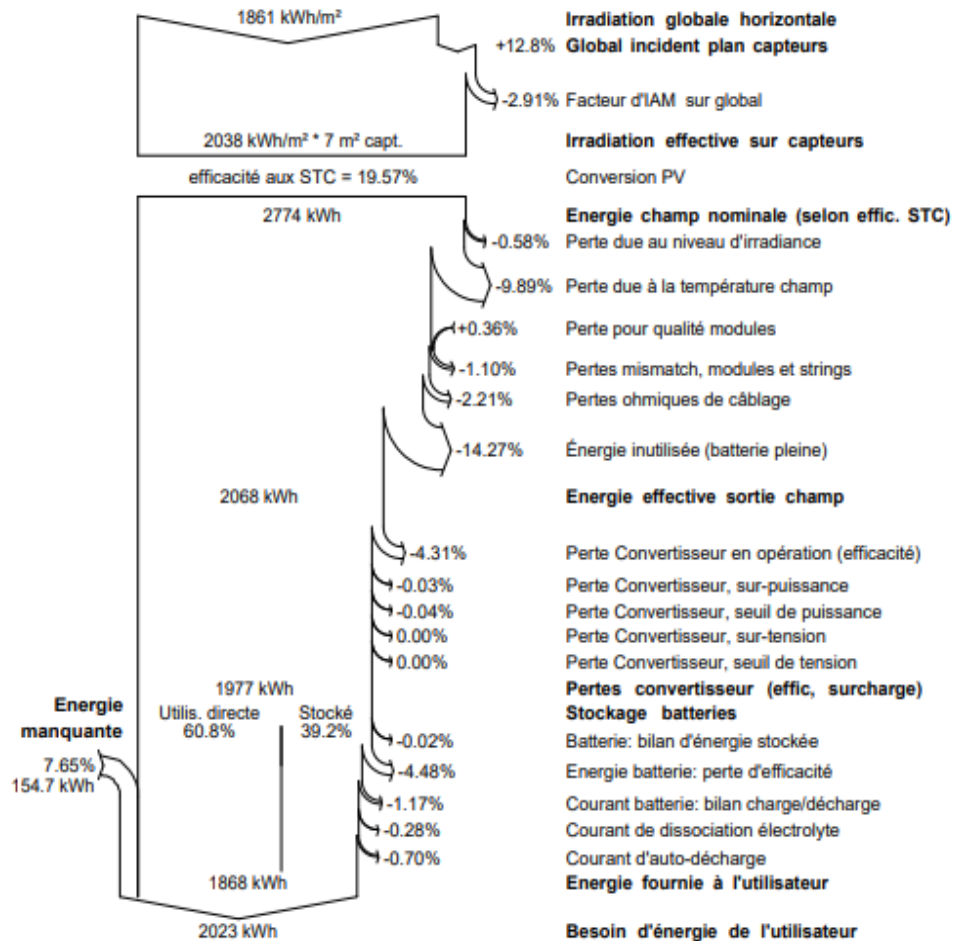 1861 kWh/m² Irradiation globale horizontale
+12.8% Global incident plan capteurs
-2.91% Facteur d'IAM sur global
2038 kWh/m² * 7 m² capt. Irradiation effective sur capteurs
efficacité aux STC = 19.57% Conversion PV
2774 kWh Energie champ nominale (selon effic. STC)
-0.58% Perte due au niveau d'irradiance
-9.89% Perte due à la température champ
+0.36% Perte pour qualité modules
-1.10% Pertes mismatch, modules et strings
-2.21% Pertes ohmiques de câblage
-14.27% Énergie inutilisée (batterie pleine)
2068 kWh Energie effective sortie champ
-4.31% Perte Convertisseur en opération (efficacité)
-0.03% Perte Convertisseur, sur-puissance
-0.04% Perte Convertisseur, seuil de puissance
0.00% Perte Convertisseur, sur-tension
0.00% Perte Convertisseur, seuil de tension
1977 kWh Pertes convertisseur (effic, surcharge)
Energie manquante
Utilis. directe 60.8%
Stocké 39.2%
Stockage batteries
-0.02% Batterie: bilan d'énergie stockée
7.65%
154.7 kWh
-4.48% Energie batterie: perte d'efficacité
-1.17% Courant batterie: bilan charge/décharge
-0.28% Courant de dissociation électrolyte
-0.70% Courant d'auto-décharge
1868 kWh Energie fournie à l'utilisateur
2023 kWh Besoin d'énergie de l'utilisateur